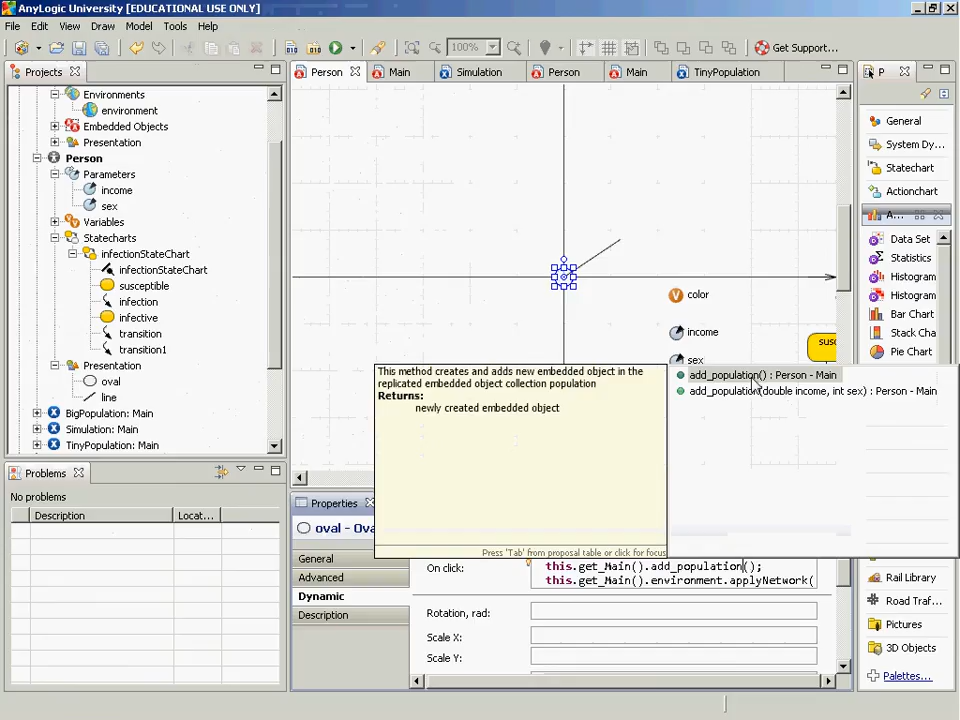 AnyLogic University [EDUCATIONAL USE ONLY]
File Edit View Draw Model Tools Help
100% Get Support...
Projects
Environments
environment
Embedded Objects
Presentation
Person
Parameters
income
sex
Variables
Statecharts
infectionStateChart
infectionStateChart
susceptible
infection
infective
transition
transition1
Presentation
oval
line
BigPopulation: Main
Simulation: Main
TinyPopulation: Main
Problems
No problems
Description Locat...
Person Main Simulation Person Main TinyPopulation
color
income
sex
susc
This method creates and adds new embedded object in the
replicated embedded object collection population
Returns:
newly created embedded object
Press 'Tab' from proposal table or click for focus
add_population() : Person - Main
add_population(double income, int sex) : Person - Main
Properties
oval - Ova
General
Advanced
Dynamic
Description
On click:
this.get_Main().add_population();
this.get_Main().environment.applyNetwork(
Rotation, rad:
Scale X:
Scale Y:
P
General
System Dy...
Statechart
Actionchart
A...
Data Set
Statistics
Histogram
Histogram
Bar Chart
Stack Cha
Pie Chart
Rail Library
Road Traf...
Pictures
3D Objects
Palettes...